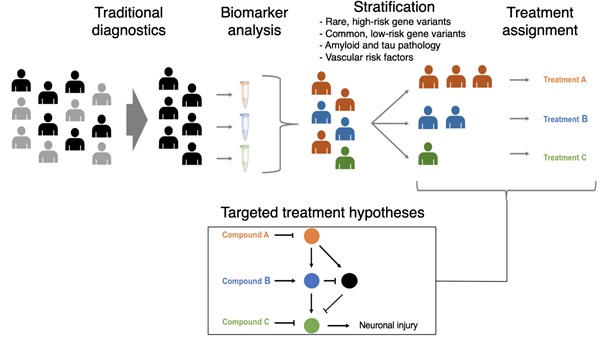 Traditional
diagnostics
Biomarker
analysis
Stratification
- Rare, high-risk gene variants
- Common, low-risk gene variants
- Amyloid and tau pathology
- Vascular risk factors
Treatment
assignment
Treatment A
Treatment B
Treatment C
Targeted treatment hypotheses
Compound A
Compound B
Compound C
Neuronal injury